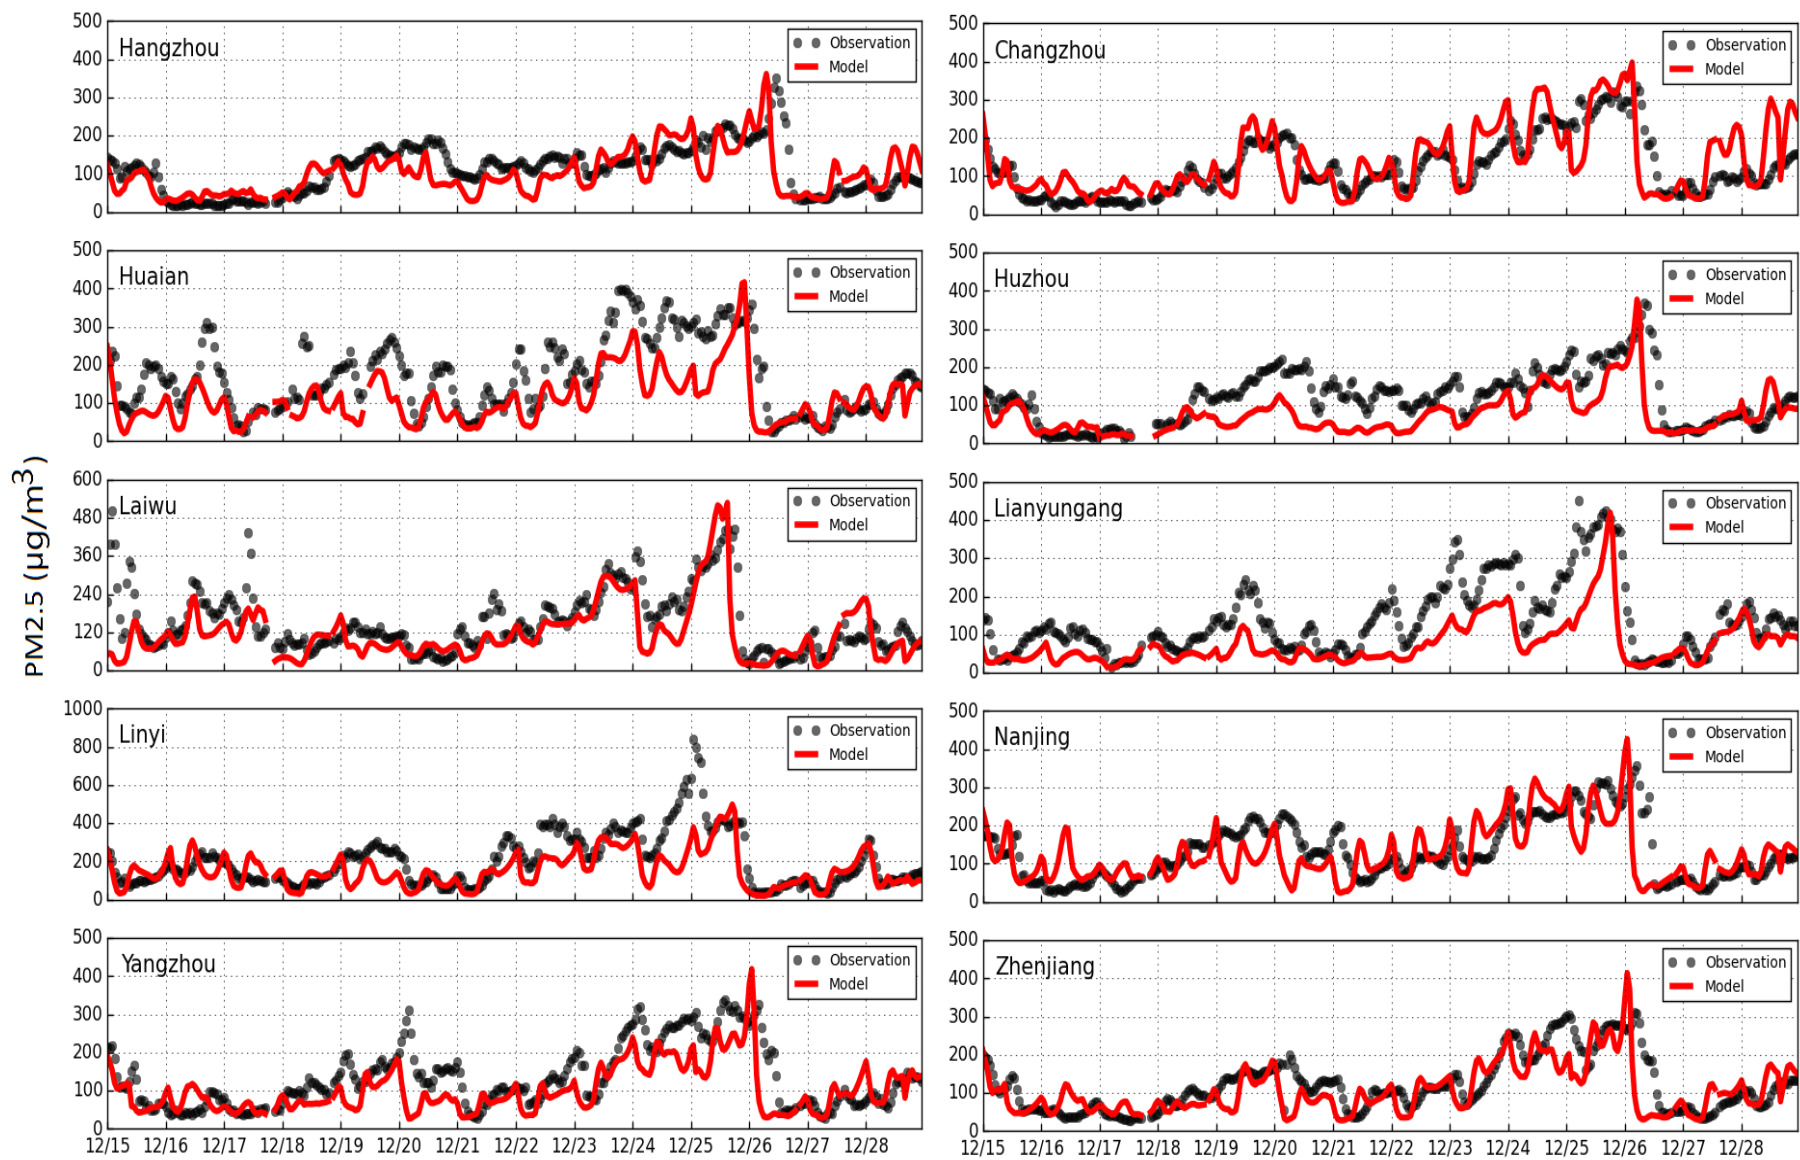 PM2.5 (µg/m³)
Hangzhou
Observation
Model
500
400
300
200
100
0
Changzhou
Observation
Model
500
400
300
200
100
0
Huaian
Observation
Model
500
400
300
200
100
0
Huzhou
Observation
Model
500
400
300
200
100
0
Laiwu
Observation
Model
600
480
360
240
120
0
Lianyungang
Observation
Model
500
400
300
200
100
0
Linyi
Observation
Model
1000
800
600
400
200
0
Nanjing
Observation
Model
500
400
300
200
100
0
Yangzhou
Observation
Model
500
400
300
200
100
0
12/15 12/16 12/17 12/18 12/19 12/20 12/21 12/22 12/23 12/24 12/25 12/26 12/27 12/28
Zhenjiang
Observation
Model
500
400
300
200
100
0
12/15 12/16 12/17 12/18 12/19 12/20 12/21 12/22 12/23 12/24 12/25 12/26 12/27 12/28